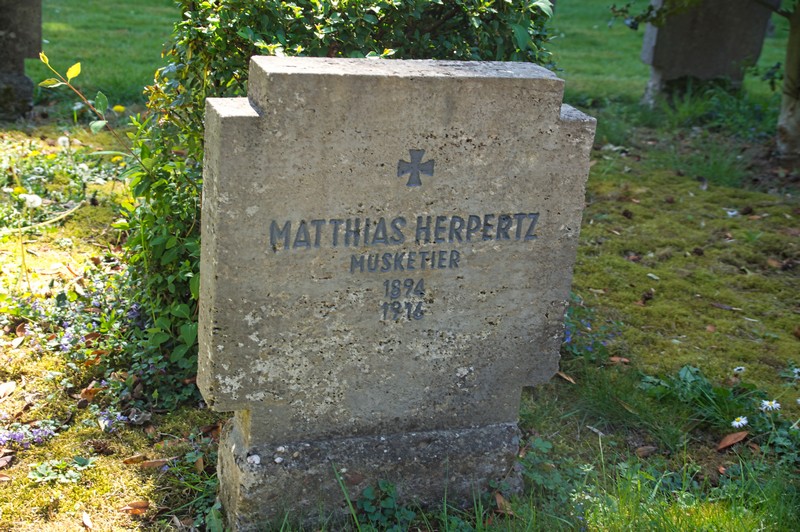 MATTHIAS HERPERTZ
MUSKETIER
1894
1916